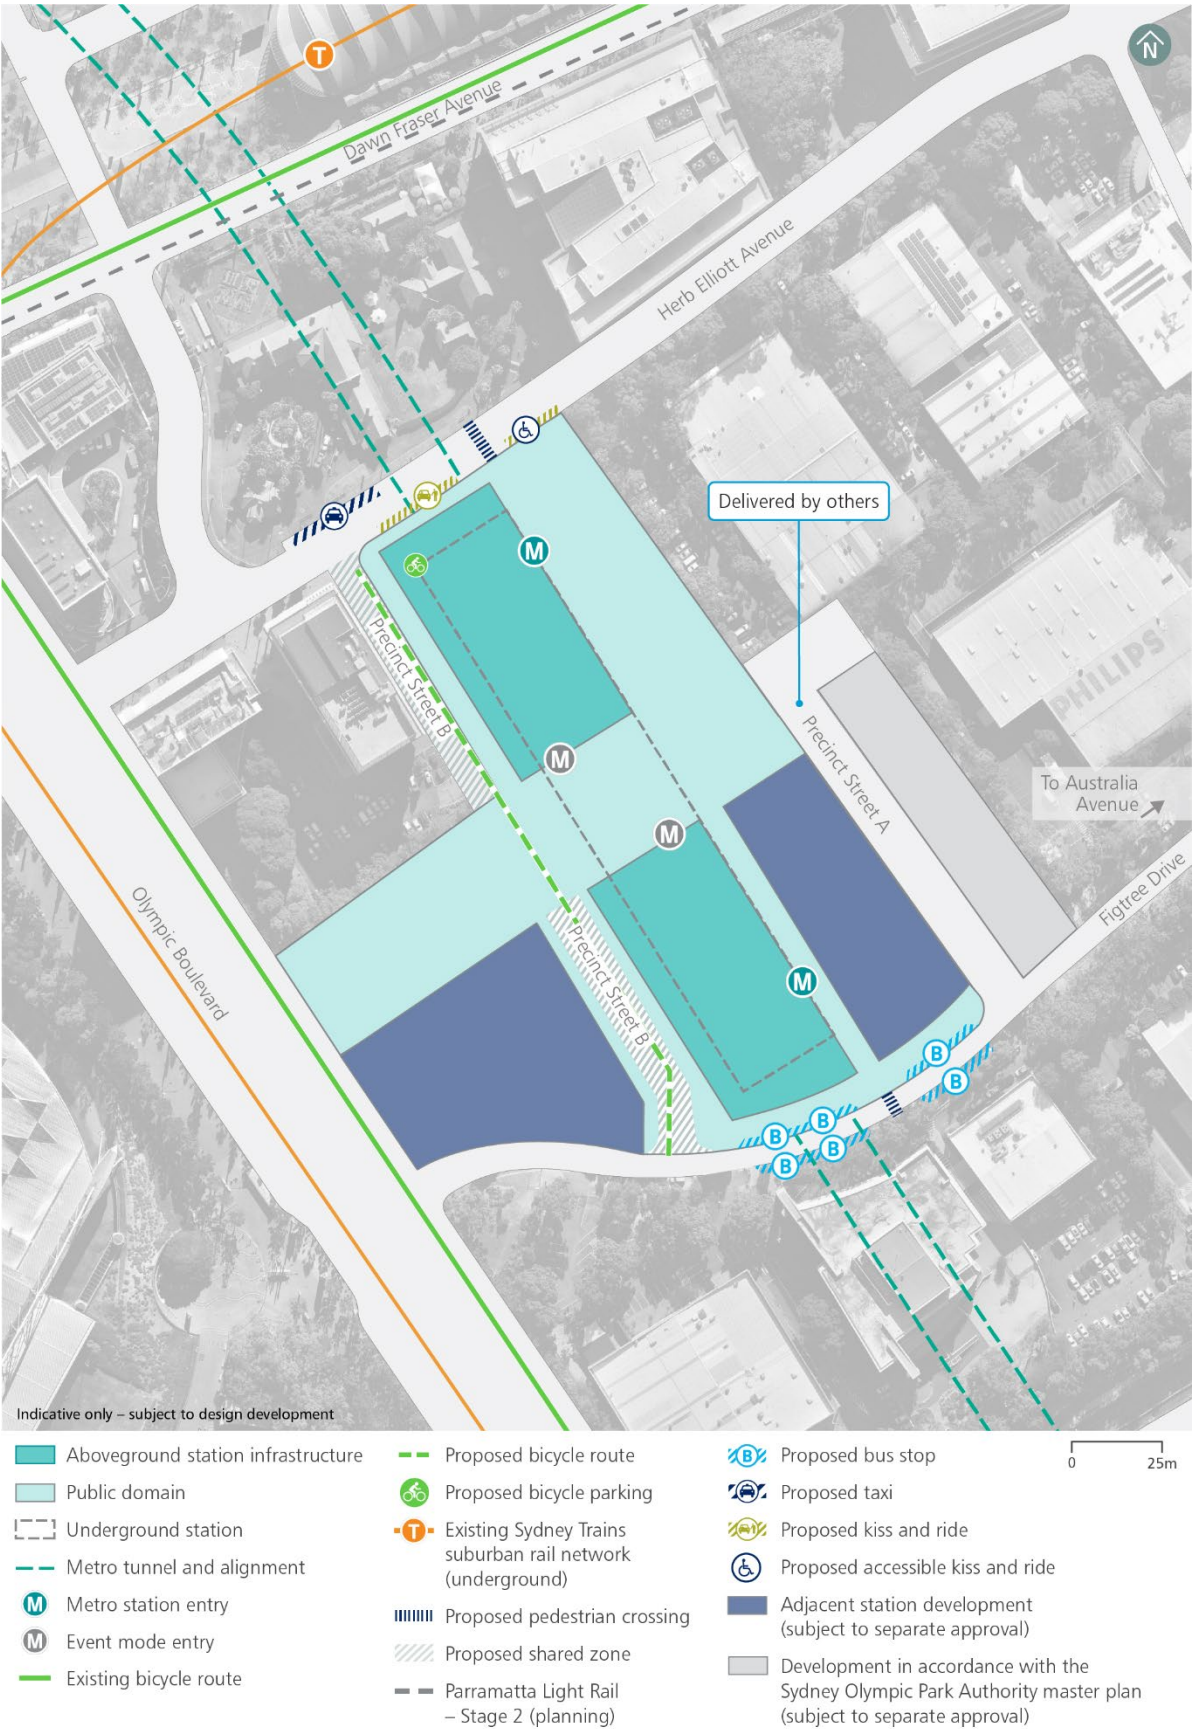 N
T
Dawn Fraser Avenue
Herb Elliott Avenue
Delivered by others
M
Precinct Street B
PHILIPS
M
Precinct Street A
To Australia
Avenue
M
Figtree Drive
Olympic Boulevard
Precinct Street B
M
B
B
B
B
B
B
Indicative only – subject to design development
Aboveground station infrastructure
Public domain
Underground station
Metro tunnel and alignment
M Metro station entry
M Event mode entry
Existing bicycle route
Proposed bicycle route
Proposed bicycle parking
T Existing Sydney Trains
suburban rail network
(underground)
Proposed pedestrian crossing
Proposed shared zone
Parramatta Light Rail
– Stage 2 (planning)
B Proposed bus stop
Proposed taxi
Proposed kiss and ride
Proposed accessible kiss and ride
Adjacent station development
(subject to separate approval)
Development in accordance with the
Sydney Olympic Park Authority master plan
(subject to separate approval)
0 25m